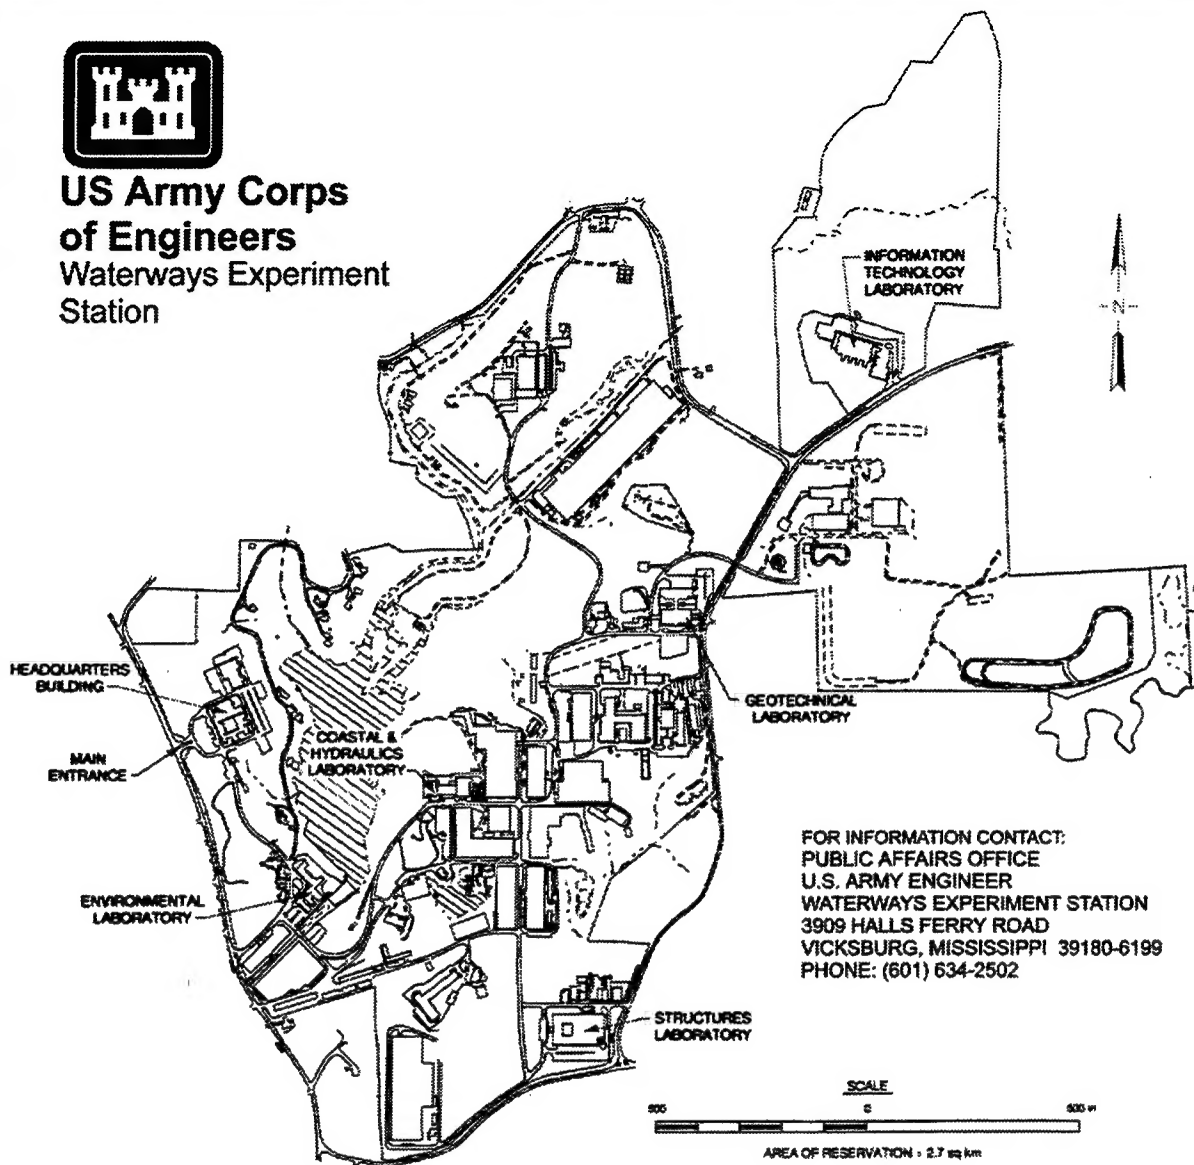 US Army Corps
of Engineers
Waterways Experiment
Station
INFORMATION
TECHNOLOGY
LABORATORY
N
HEADQUARTERS
BUILDING
MAIN
ENTRANCE
COASTAL &
HYDRAULICS
LABORATORY
GEOTECHNICAL
LABORATORY
ENVIRONMENTAL
LABORATORY
FOR INFORMATION CONTACT:
PUBLIC AFFAIRS OFFICE
U.S. ARMY ENGINEER
WATERWAYS EXPERIMENT STATION
3909 HALLS FERRY ROAD
VICKSBURG, MISSISSIPPI 39180-6199
PHONE: (601) 634-2502
STRUCTURES
LABORATORY
SCALE
500 0 500 m
AREA OF RESERVATION : 2.7 sq km